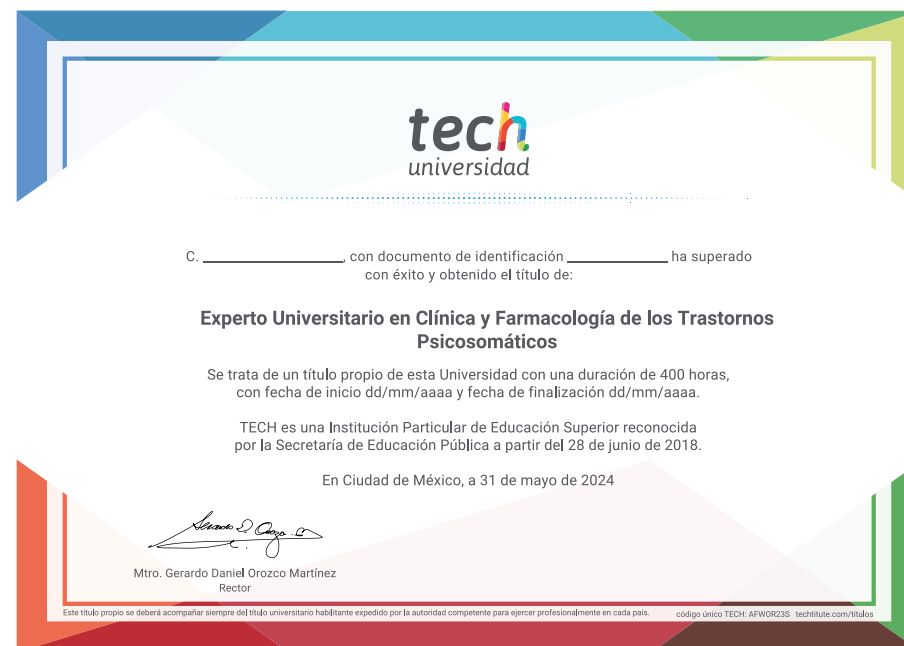 tech
universidad
C. ____________, con documento de identificación _________ ha superado
con éxito y obtenido el título de:
Experto Universitario en Clínica y Farmacología de los Trastornos
Psicosomáticos
Se trata de un título propio de esta Universidad con una duración de 400 horas,
con fecha de inicio dd/mm/aaaa y fecha de finalización dd/mm/aaaa.
TECH es una Institución Particular de Educación Superior reconocida
por la Secretaría de Educación Pública a partir del 28 de junio de 2018.
En Ciudad de México, a 31 de mayo de 2024
Mtro. Gerardo Daniel Orozco Martínez
Rector
Este título propio se deberá acompañar siempre del título universitario habilitante expedido por la autoridad competente para ejercer profesionalmente en cada país. código único TECH: AFWOR23S techtitute.com/titulos